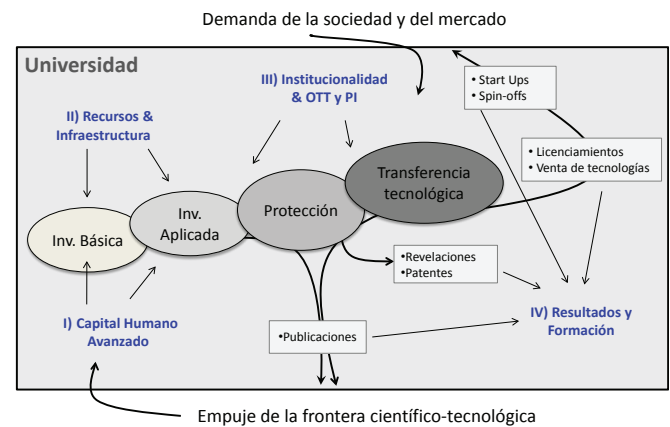 Demanda de la sociedad y del mercado
Universidad
III) Institucionalidad
& OTT y PI
• Start Ups
• Spin-offs
II) Recursos &
Infraestructura
• Licenciamientos
• Venta de tecnologías
Transferencia
tecnológica
Protección
Inv.
Aplicada
Inv. Básica
•Revelaciones
•Patentes
I) Capital Humano
Avanzado
•Publicaciones
IV) Resultados y
Formación
Empuje de la frontera científico-tecnológica